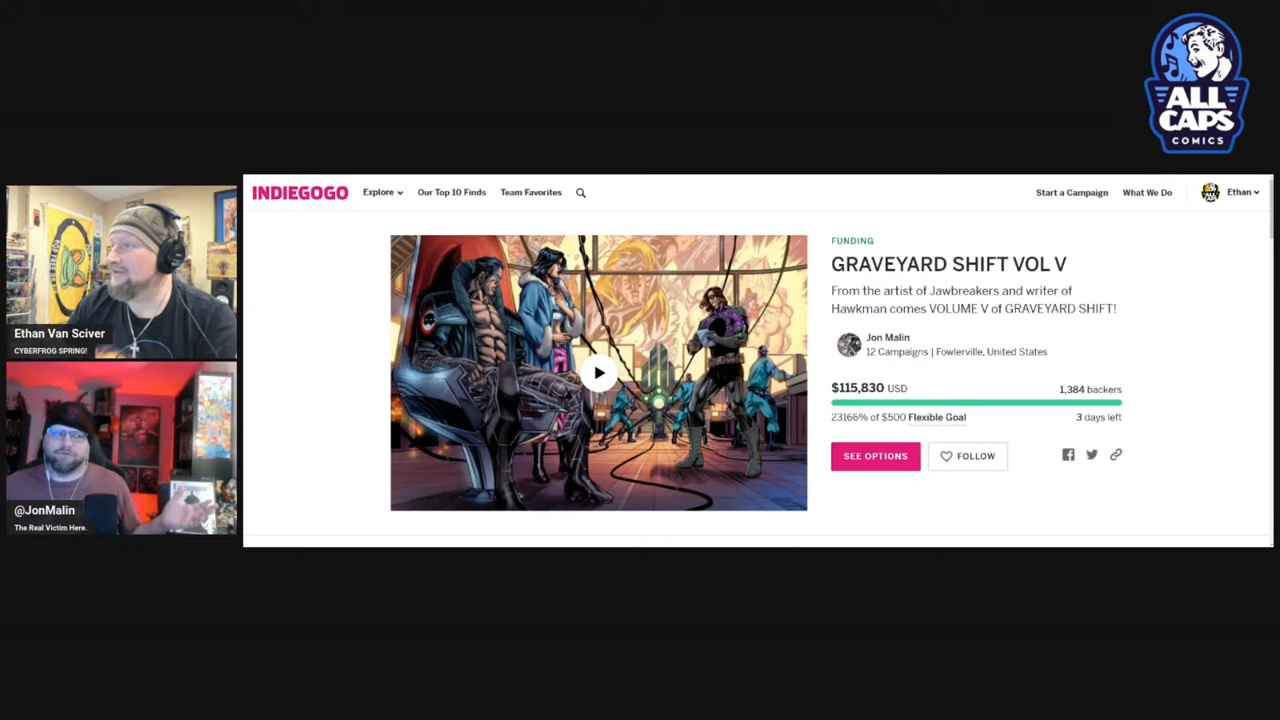 ALL
CAPS
COMICS
INDIEGOGO
Explore
Our Top 10 Finds
Team Favorites
Start a Campaign
What We Do
Ethan
FUNDING
GRAVEYARD SHIFT VOL V
From the artist of Jawbreakers and writer of
Hawkman comes VOLUME V of GRAVEYARD SHIFT!
Jon Malin
12 Campaigns | Fowlerville, United States
$115,830 USD
1,384 backers
23166% of $500 Flexible Goal
3 days left
SEE OPTIONS
FOLLOW
Ethan Van Sciver
CYBERFROG SPRING!
@JonMalin
The Real Victim Here.